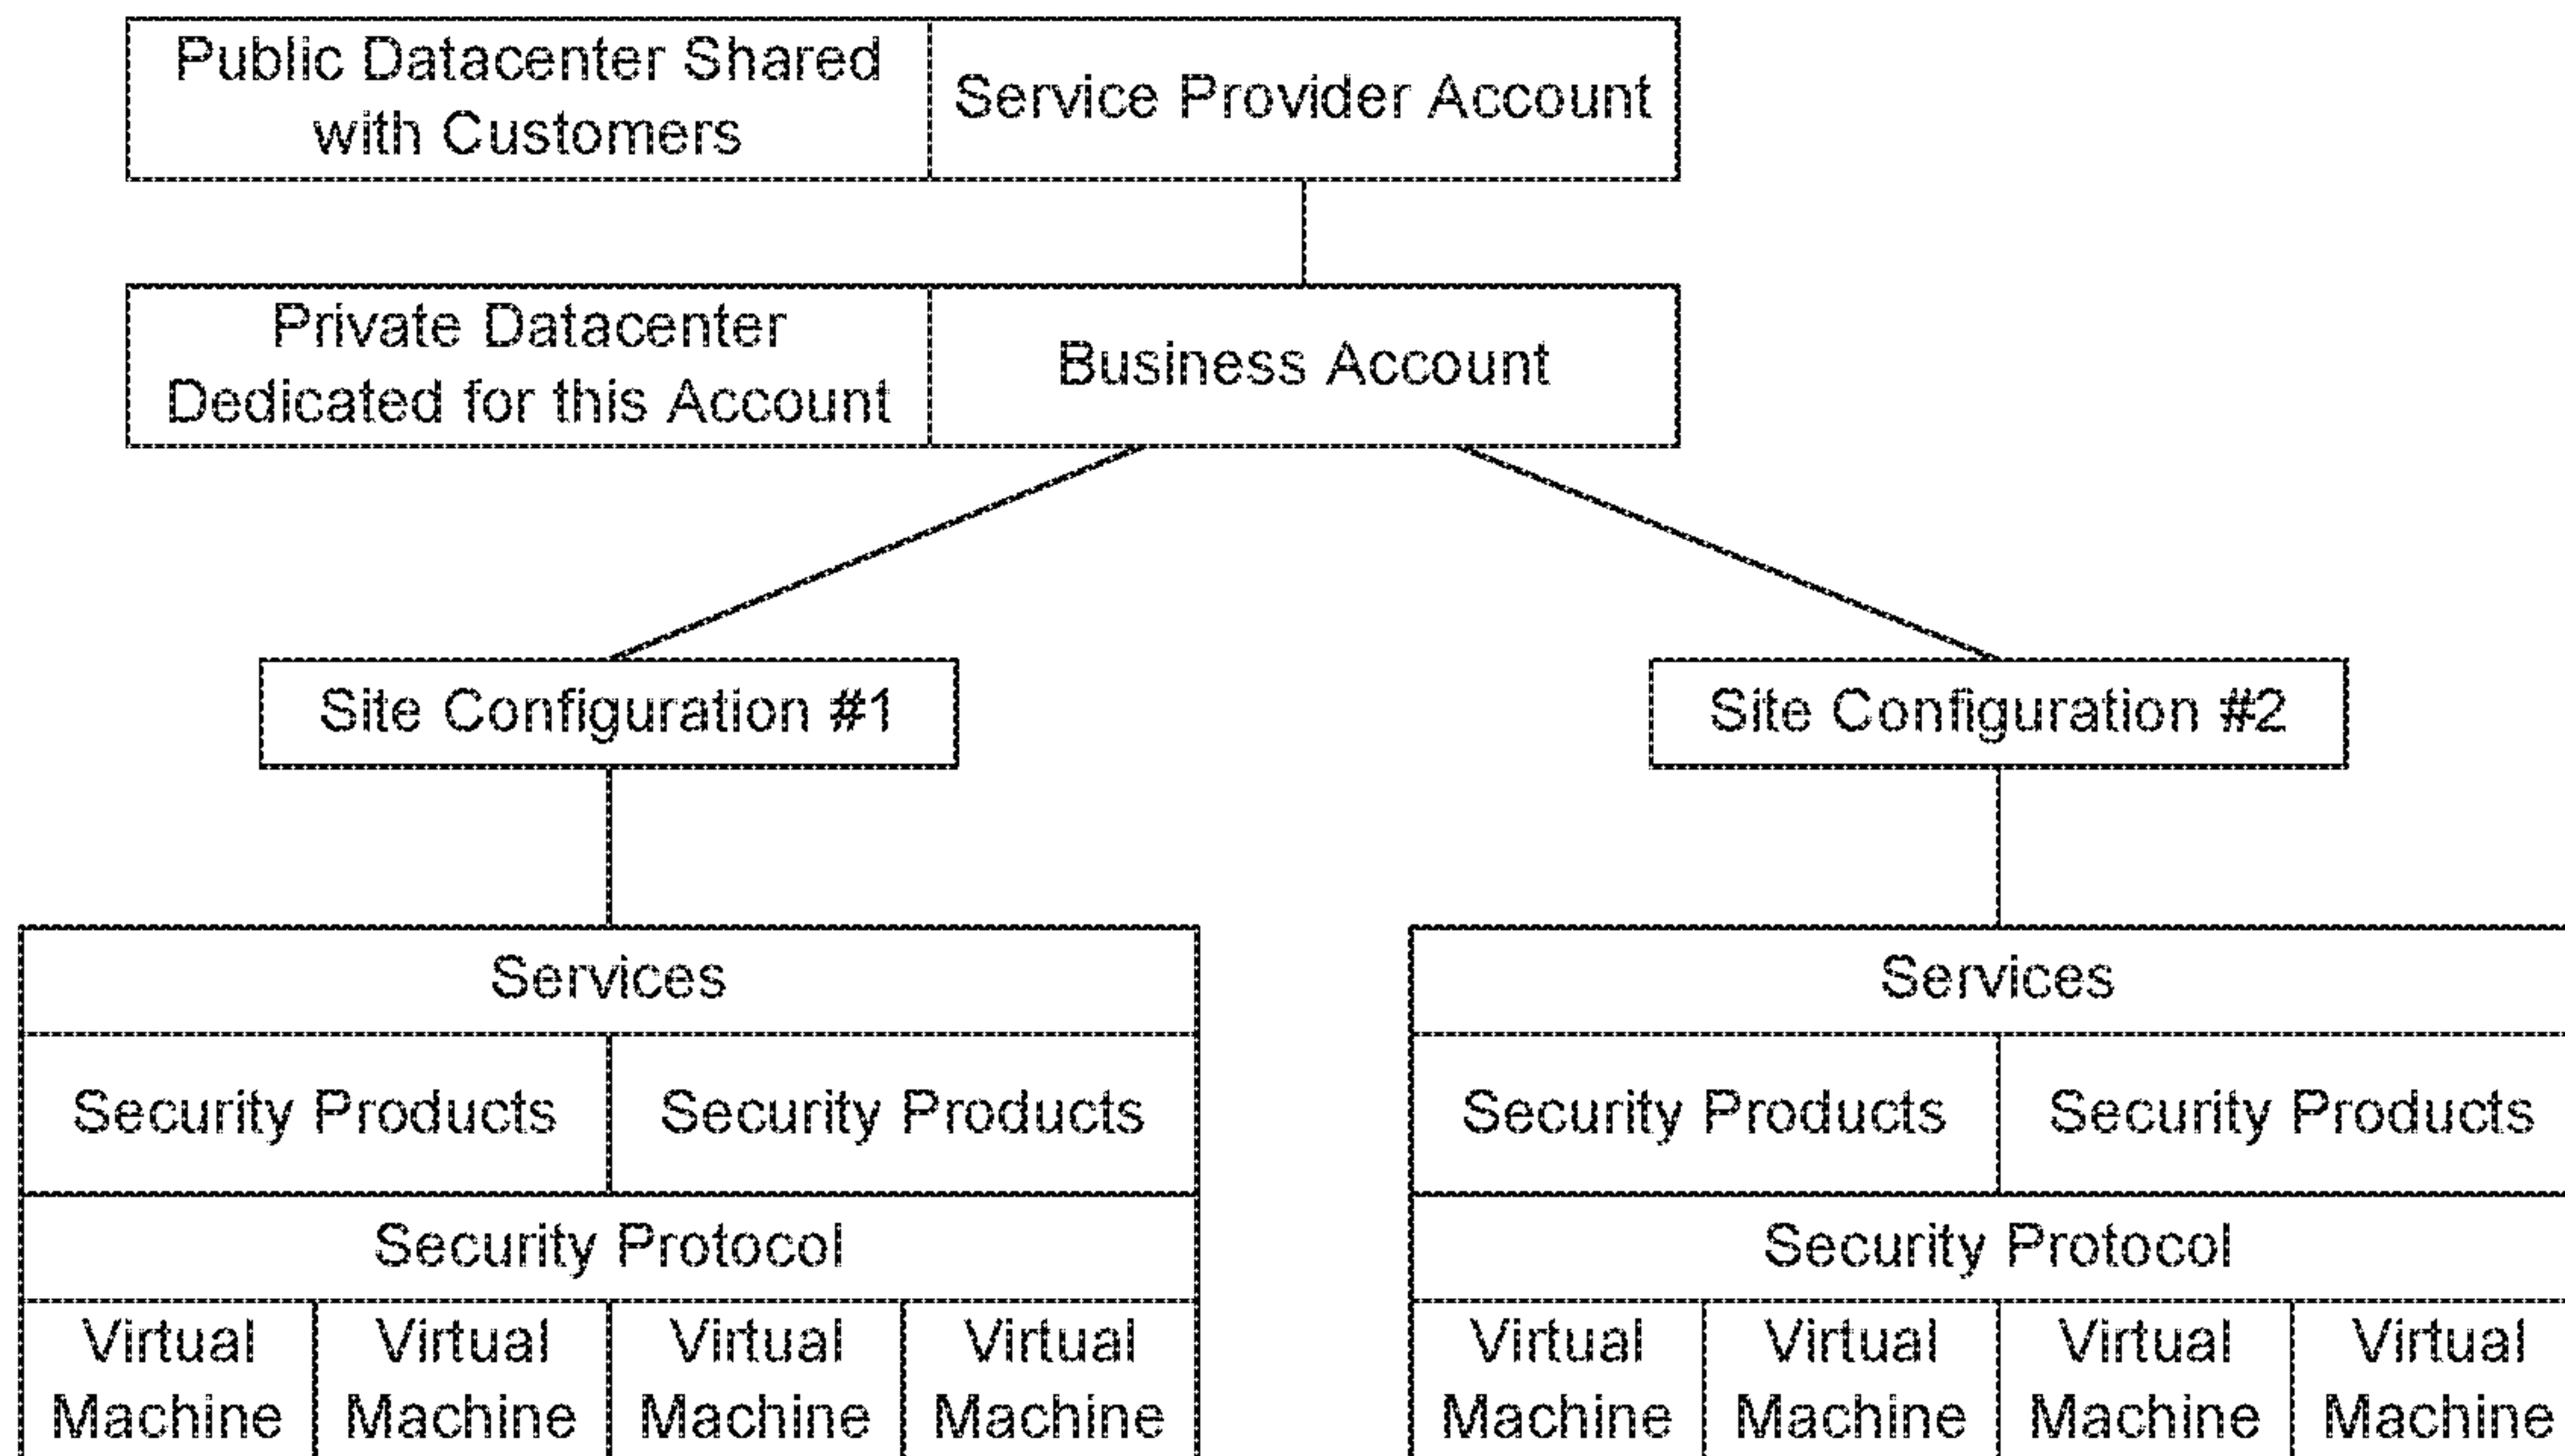 Public Datacenter Shared
with Customers
Service Provider Account
Private Datacenter
Dedicated for this Account
Business Account
Site Configuration #1
Site Configuration #2
Services
Security Products
Security Products
Security Protocol
Virtual
Machine
Virtual
Machine
Virtual
Machine
Virtual
Machine
Services
Security Products
Security Products
Security Protocol
Virtual
Machine
Virtual
Machine
Virtual
Machine
Virtual
Machine